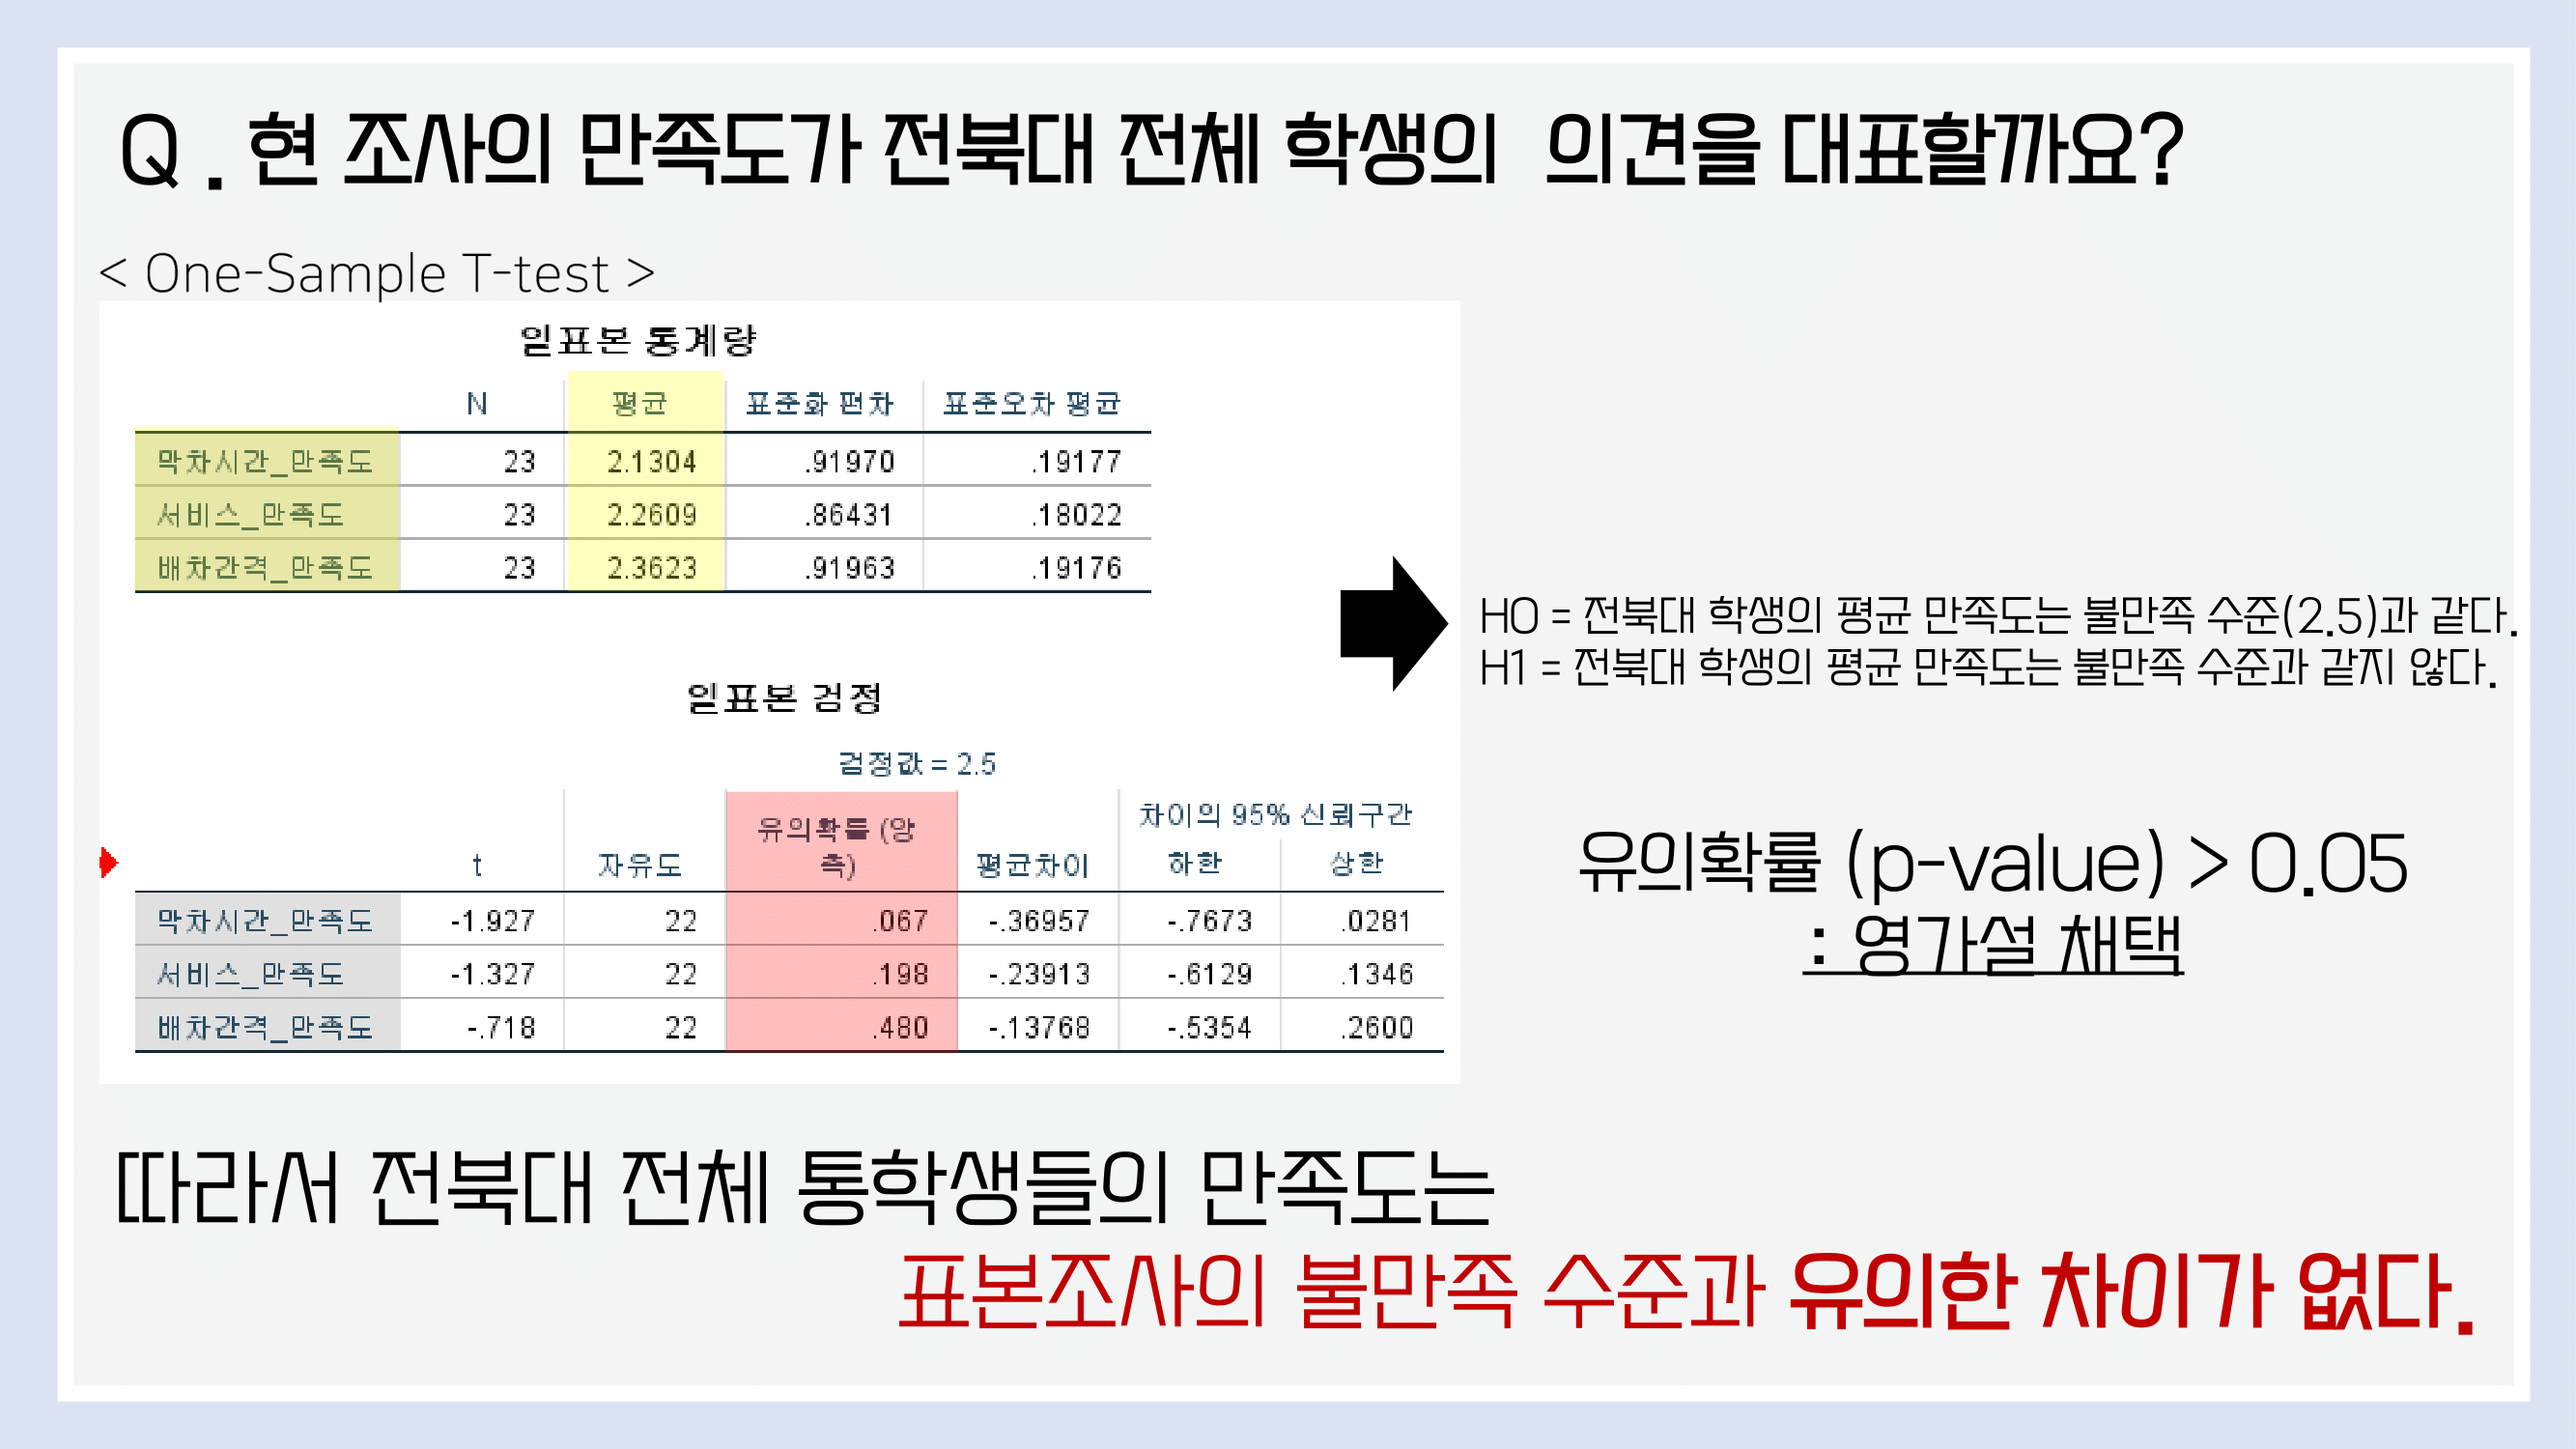 Q . 현 조사의 만족도가 전북대 전체 학생의 의견을 대표할까요?
< One-Sample T-test >
일표본 통계량
N 평균 표준화 편차 표준오차 평균
막차시간_만족도 23 2.1304 .91970 .19177
서비스_만족도 23 2.2609 .86431 .18022
배차간격_만족도 23 2.3623 .91963 .19176
H0 = 전북대 학생의 평균 만족도는 불만족 수준(2.5)과 같다.
H1 = 전북대 학생의 평균 만족도는 불만족 수준과 같지 않다.
일표본 검정
검정값 = 2.5
차이의 95% 신뢰구간
t 자유도 유의확률 (양측) 평균차이 하한 상한
막차시간_만족도 -1.927 22 .067 -.36957 -.7673 .0281
서비스_만족도 -1.327 22 .198 -.23913 -.6129 .1346
배차간격_만족도 -.718 22 .480 -.13768 -.5354 .2600
유의확률 (p-value) > 0.05
: 영가설 채택
따라서 전북대 전체 통학생들의 만족도는
표본조사의 불만족 수준과 유의한 차이가 없다.